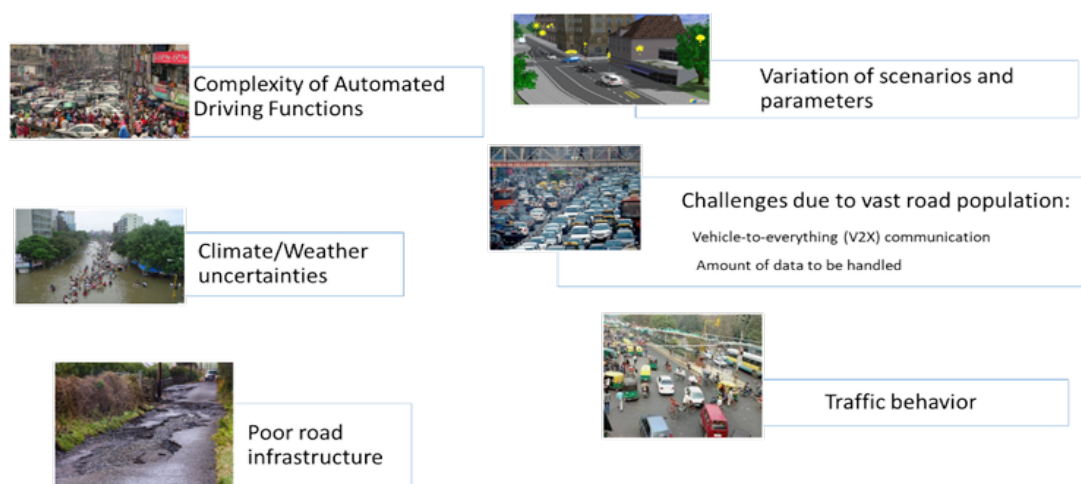 Complexity of Automated
Driving Functions
Variation of scenarios and
parameters
Climate/Weather
uncertainties
Challenges due to vast road population:
Vehicle-to-everything (V2X) communication
Amount of data to be handled
Poor road
infrastructure
Traffic behavior